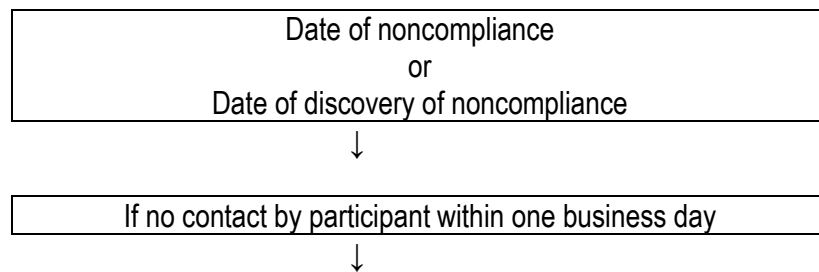 Date of noncompliance
or
Date of discovery of noncompliance
↓
If no contact by participant within one business day
↓